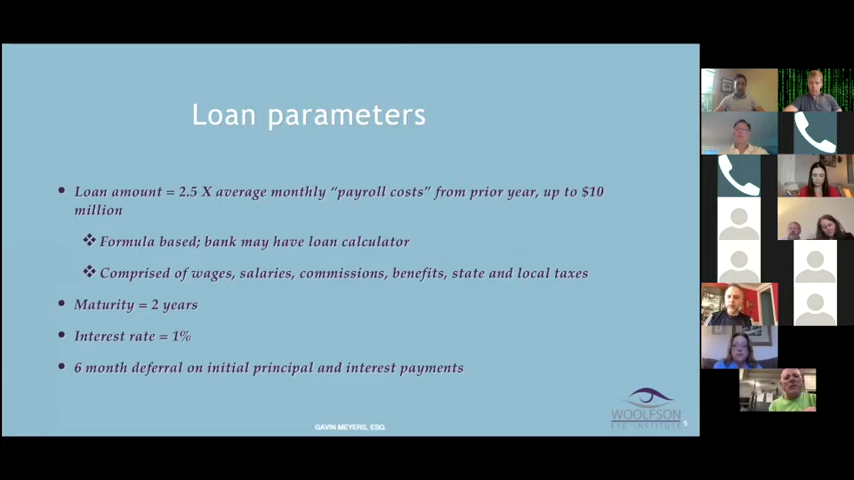 Loan parameters
• Loan amount = 2.5 X average monthly “payroll costs” from prior year, up to $10
million
❖ Formula based; bank may have loan calculator
❖ Comprised of wages, salaries, commissions, benefits, state and local taxes
• Maturity = 2 years
• Interest rate = 1%
• 6 month deferral on initial principal and interest payments
WOOLFSON
EYE INSTITUTE
5
GAVIN MEYERS, ESQ.